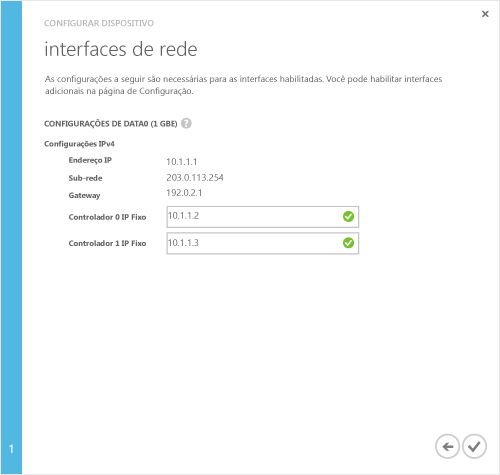 CONFIGURAR DISPOSITIVO
interfaces de rede
As configurações a seguir são necessárias para as interfaces habilitadas. Você pode habilitar interfaces
adicionais na página de Configuração.
CONFIGURAÇÕES DE DATA0 (1 GBE) ?
Configurações IPv4
Endereço IP 10.1.1.1
Sub-rede 203.0.113.254
Gateway 192.0.2.1
Controlador 0 IP Fixo 10.1.1.2
Controlador 1 IP Fixo 10.1.1.3
1